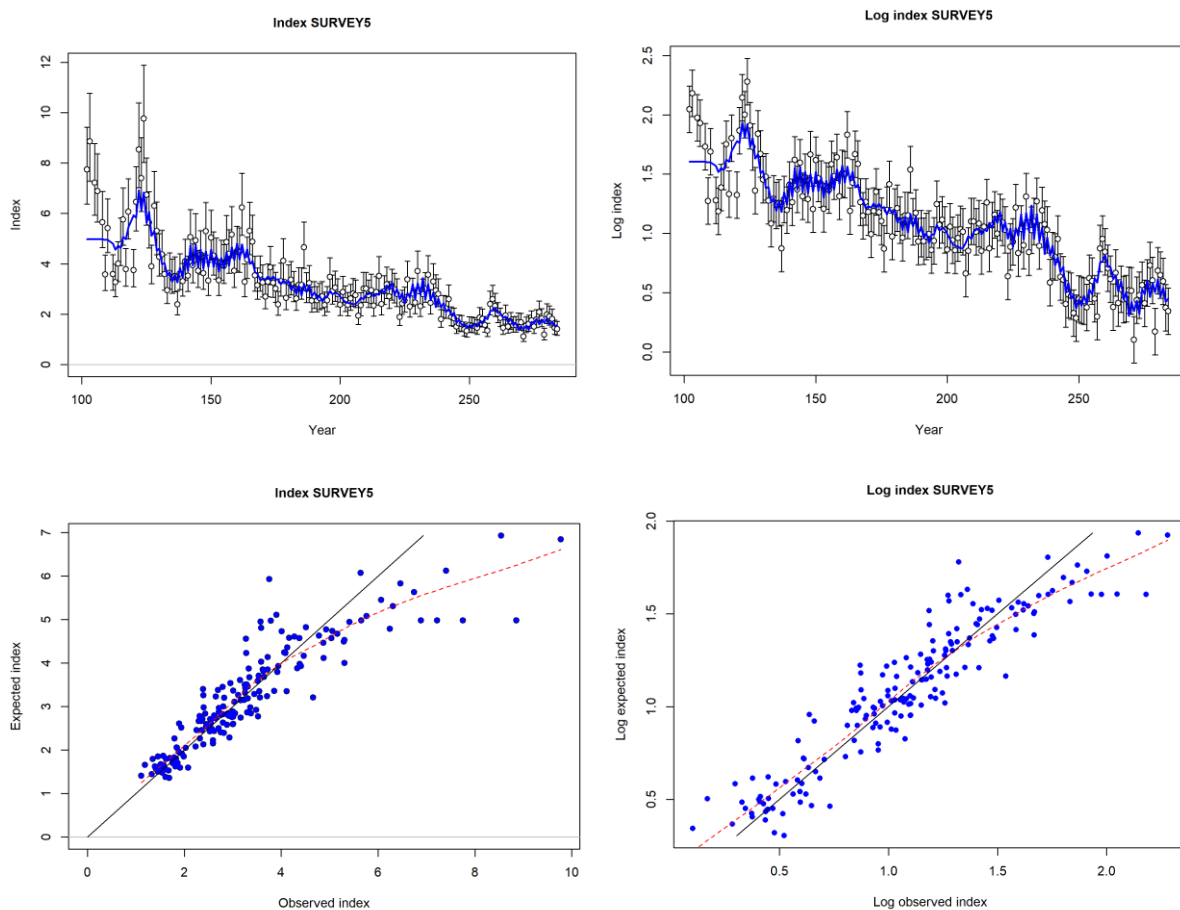 Index SURVEY5
Index
12
10
8
6
4
2
0
100 150 200 250
Year
Log index SURVEY5
Log index
2.5
2.0
1.5
1.0
0.5
0.0
100 150 200 250
Year
Index SURVEY5
Expected index
7
6
5
4
3
2
1
0
0 2 4 6 8 10
Observed index
Log index SURVEY5
Log expected index
2.0
1.5
1.0
0.5
0.5 1.0 1.5 2.0
Log observed index